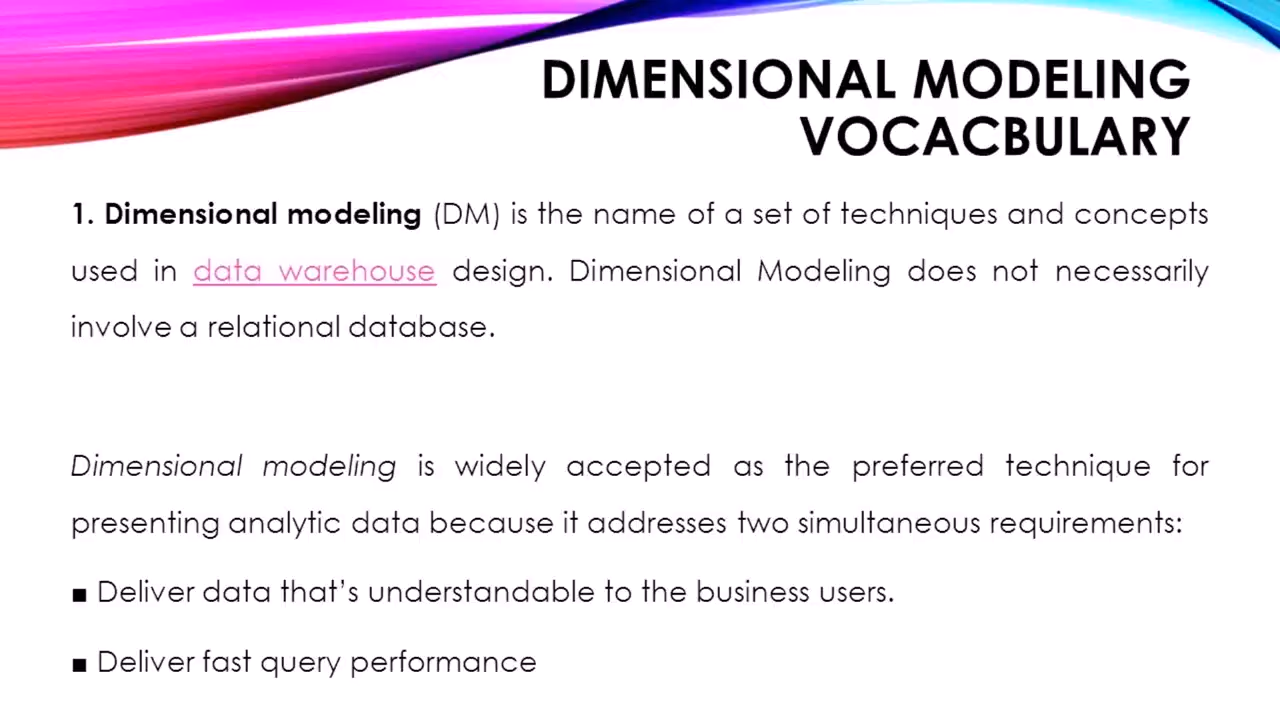 DIMENSIONAL MODELING
VOCACBULARY
1. Dimensional modeling (DM) is the name of a set of techniques and concepts
used in data warehouse design. Dimensional Modeling does not necessarily
involve a relational database.
Dimensional modeling is widely accepted as the preferred technique for
presenting analytic data because it addresses two simultaneous requirements:
■ Deliver data that’s understandable to the business users.
■ Deliver fast query performance